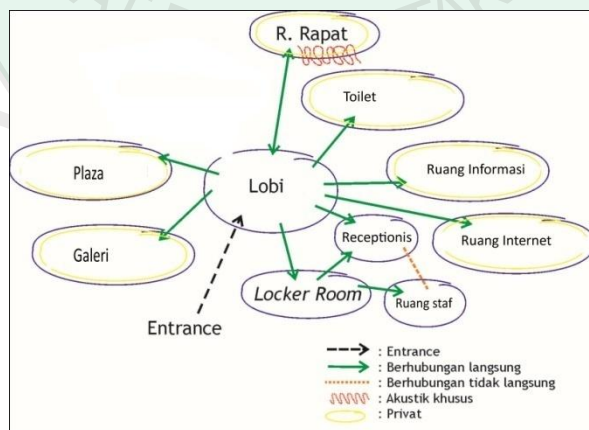 R. Rapat
Toilet
Plaza
Lobi
Ruang Informasi
Galeri
Receptionis
Ruang Internet
Locker Room
Ruang staf
Entrance
: Entrance
: Berhubungan langsung
: Berhubungan tidak langsung
: Akustik khusus
: Privat